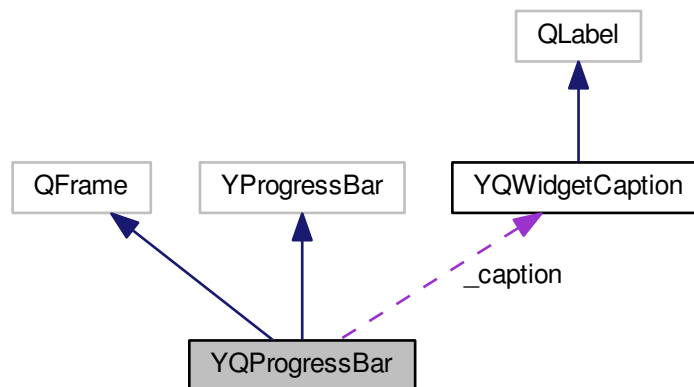 QLabel
QFrame
YProgressBar
YQWidgetCaption
_caption
YQProgressBar